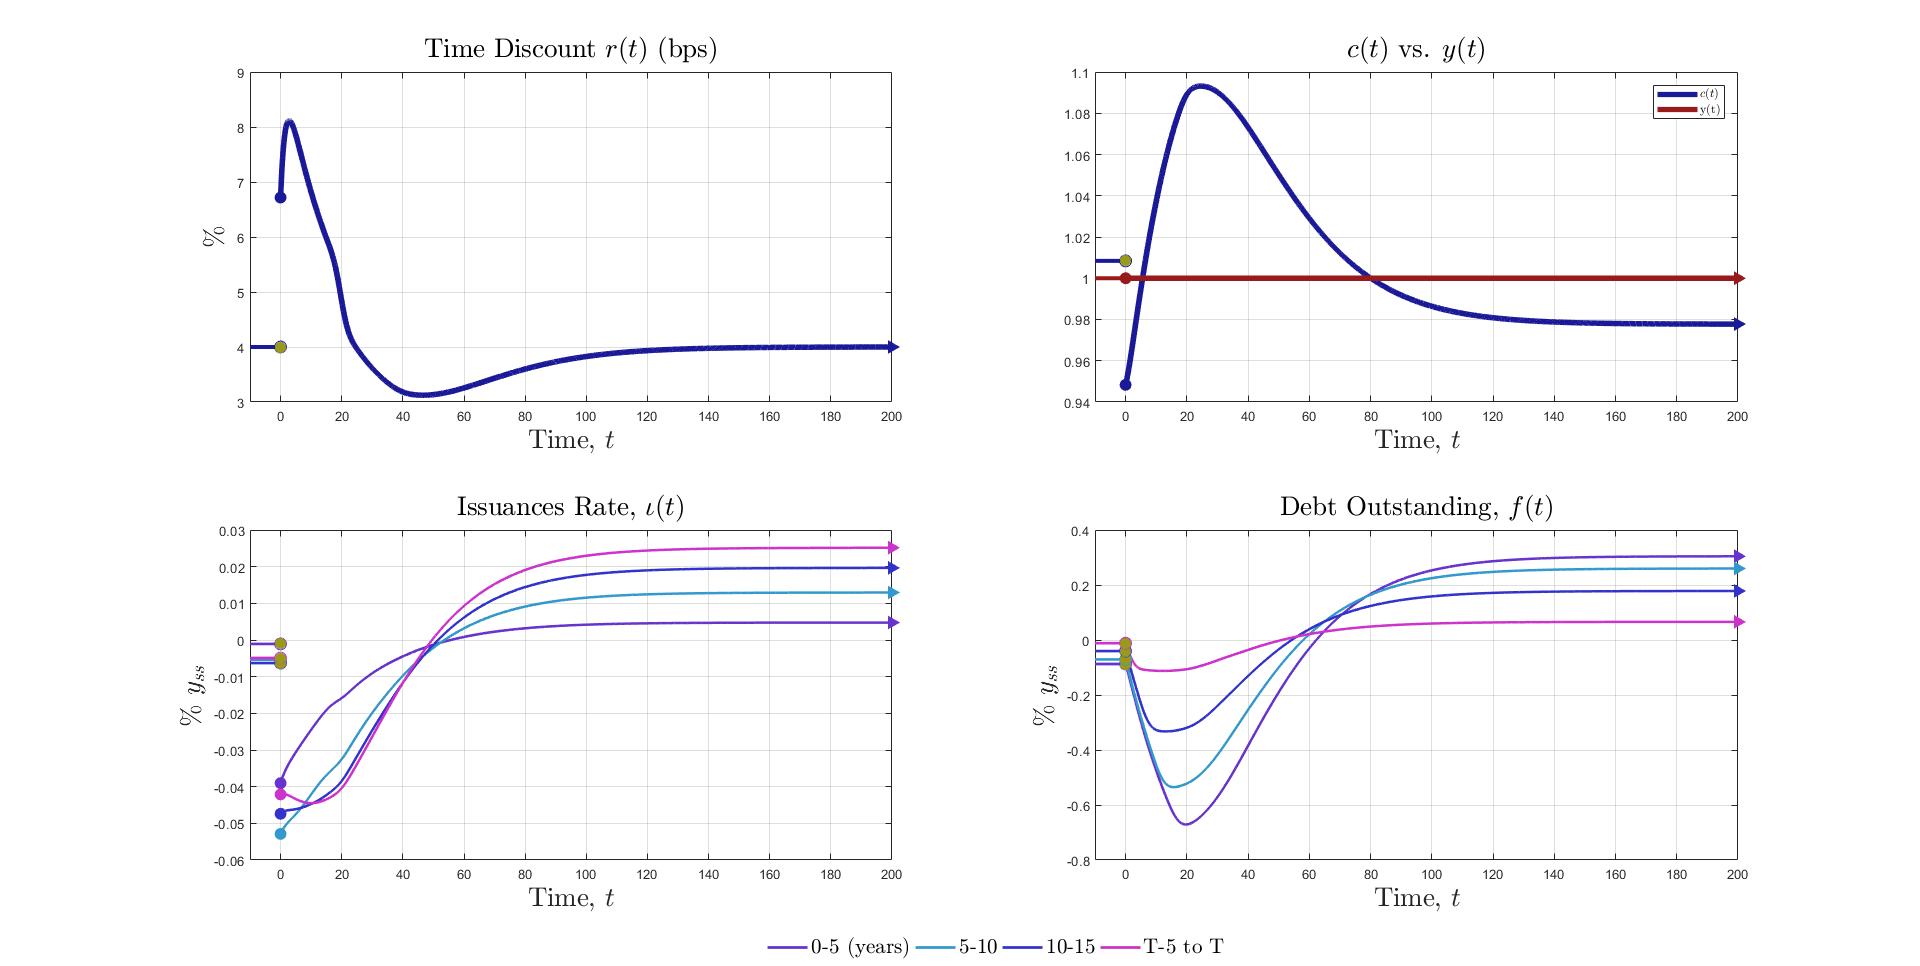 Time Discount r(t) (bps)
9
8
7
6
5
4
3
%
0 20 40 60 80 100 120 140 160 180 200
Time, t
c(t) vs. y(t)
1.1
1.08
1.06
1.04
1.02
1
0.98
0.96
0.94
c(t)
y(t)
0 20 40 60 80 100 120 140 160 180 200
Time, t
Issuances Rate, ι(t)
0.03
0.02
0.01
0
-0.01
-0.02
-0.03
-0.04
-0.05
-0.06
% yss
0 20 40 60 80 100 120 140 160 180 200
Time, t
Debt Outstanding, f(t)
0.4
0.2
0
-0.2
-0.4
-0.6
-0.8
% yss
0 20 40 60 80 100 120 140 160 180 200
Time, t
0-5 (years) 5-10 10-15 T-5 to T